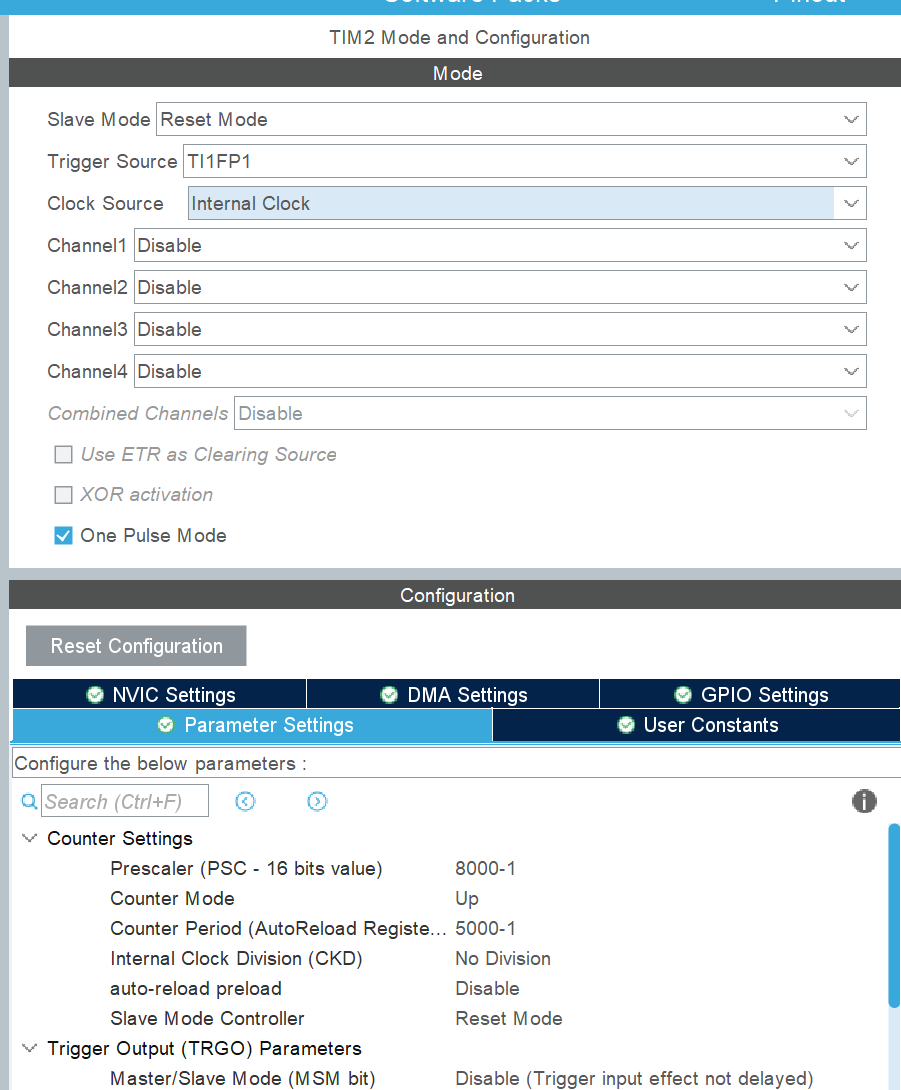 TIM2 Mode and Configuration
Mode
Slave Mode Reset Mode
Trigger Source TI1FP1
Clock Source Internal Clock
Channel1 Disable
Channel2 Disable
Channel3 Disable
Channel4 Disable
Combined Channels Disable
Use ETR as Clearing Source
XOR activation
One Pulse Mode
Configuration
Reset Configuration
NVIC Settings DMA Settings GPIO Settings
Parameter Settings User Constants
Configure the below parameters :
Search (Ctrl+F)
Counter Settings
Prescaler (PSC - 16 bits value) 8000-1
Counter Mode Up
Counter Period (AutoReload Registe... 5000-1
Internal Clock Division (CKD) No Division
auto-reload preload Disable
Slave Mode Controller Reset Mode
Trigger Output (TRGO) Parameters
Master/Slave Mode (MSM bit) Disable (Trigger input effect not delayed)